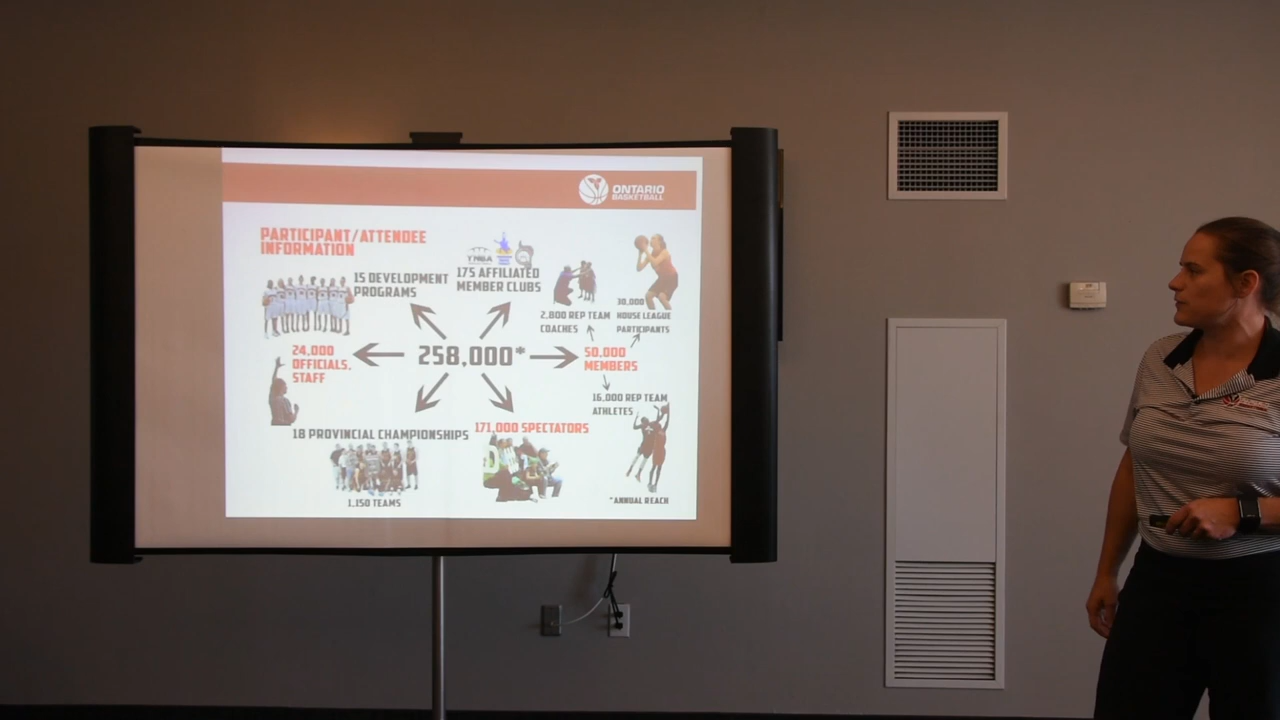 ONTARIO
BASKETBALL
PARTICIPANT/ATTENDEE
INFORMATION
15 DEVELOPMENT
PROGRAMS
YNBA
175 AFFILIATED
MEMBER CLUBS
2,800 REP TEAM
COACHES
30,000
HOUSE LEAGUE
PARTICIPANTS
24,000
OFFICIALS,
STAFF
258,000*
50,000
MEMBERS
16,000 REP TEAM
ATHLETES
18 PROVINCIAL CHAMPIONSHIPS
1,150 TEAMS
171,000 SPECTATORS
*ANNUAL REACH